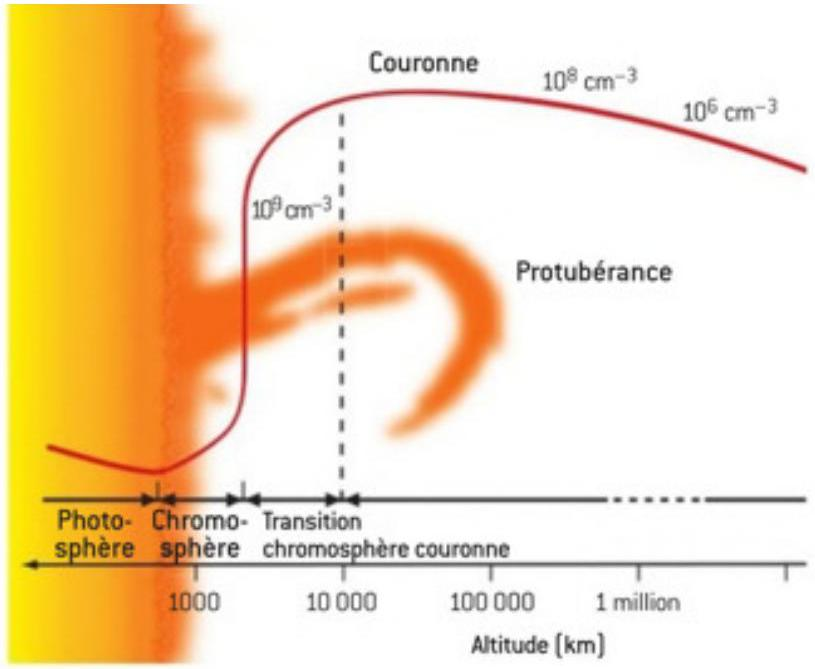 Couronne
10⁸ cm⁻³
10⁶ cm⁻³
10⁹ cm⁻³
Protubérance
Photo-
sphère
Chromo-
sphère
Transition
chromosphère couronne
1000
10 000
100 000
1 million
Altitude (km)